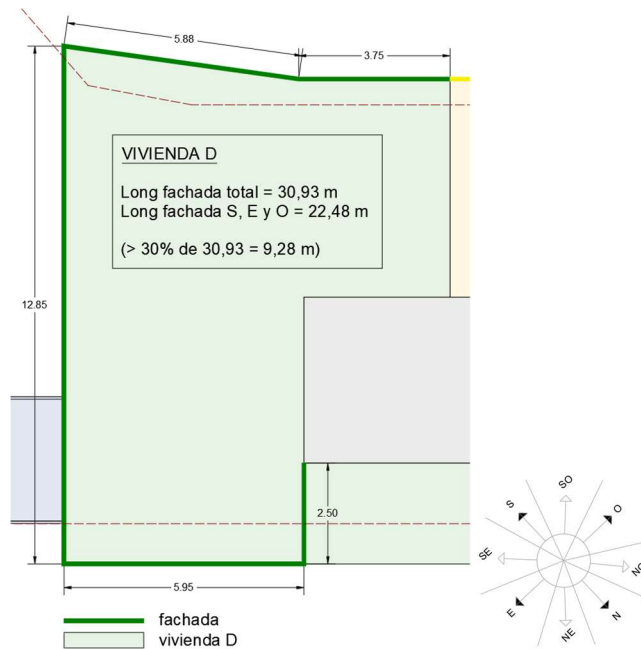 5.88
3.75
VIVIENDA D
Long fachada total = 30,93 m
Long fachada S, E y O = 22,48 m
(> 30% de 30,93 = 9,28 m)
12.85
2.50
5.95
SO
S
O
SE
NO
E
N
NE
fachada
vivienda D